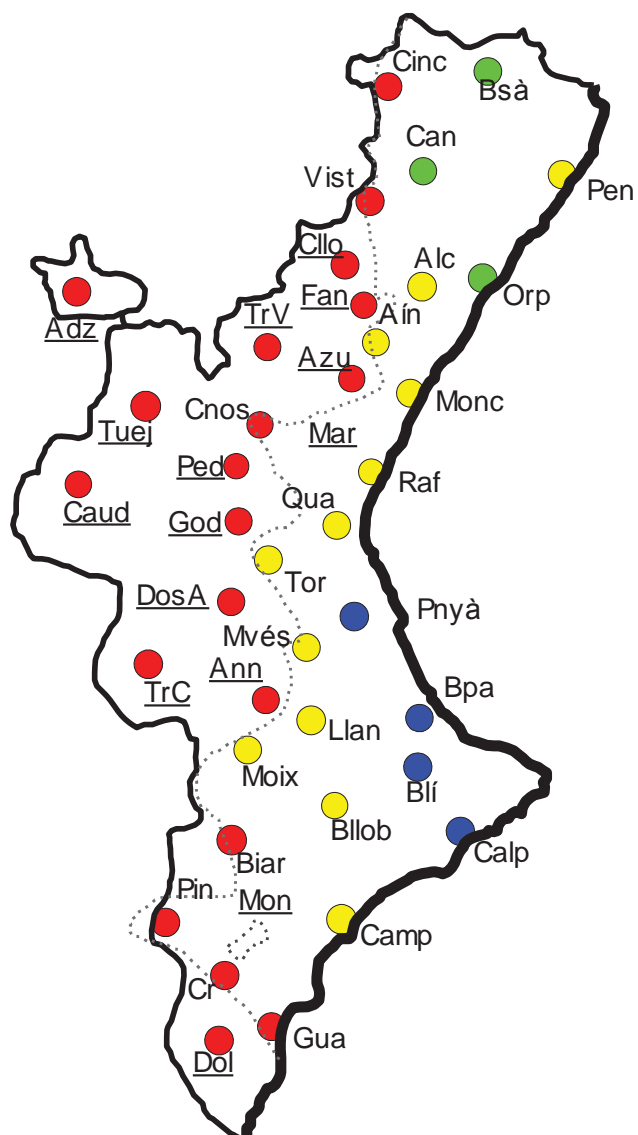 Cinc
Bsà
Can
Vist
Pen
Cllo
Alc
Adz
Fan
Orp
TrV
Aín
Azu
Cnos
Monc
Tuej
Mar
Ped
Raf
Caud
Qua
God
Tor
DosA
Pnyà
Mvés
Ann
TrC
Bpa
Llan
Moix
Blí
Bllob
Calp
Biar
Pin
Mon
Camp
Cr
Gua
Dol